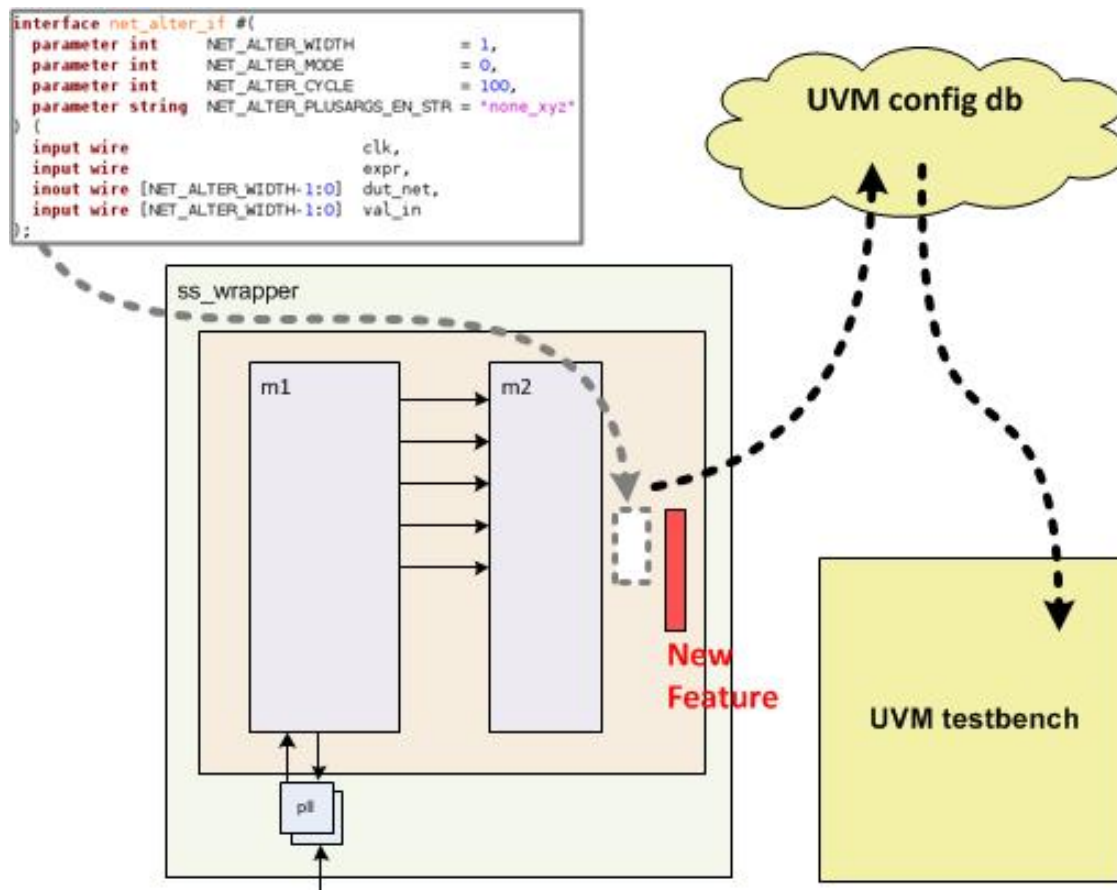 interface net_alter_if #(
parameter int NET_ALTER_WIDTH = 1,
parameter int NET_ALTER_MODE = 0,
parameter int NET_ALTER_CYCLE = 100,
parameter string NET_ALTER_PLUSARGS_EN_STR = "none_xyz"
) (
input wire clk,
input wire expr,
inout wire [NET_ALTER_WIDTH-1:0] dut_net,
input wire [NET_ALTER_WIDTH-1:0] val_in
);
UVM config db
ss_wrapper
m1
m2
New
Feature
UVM testbench
pll